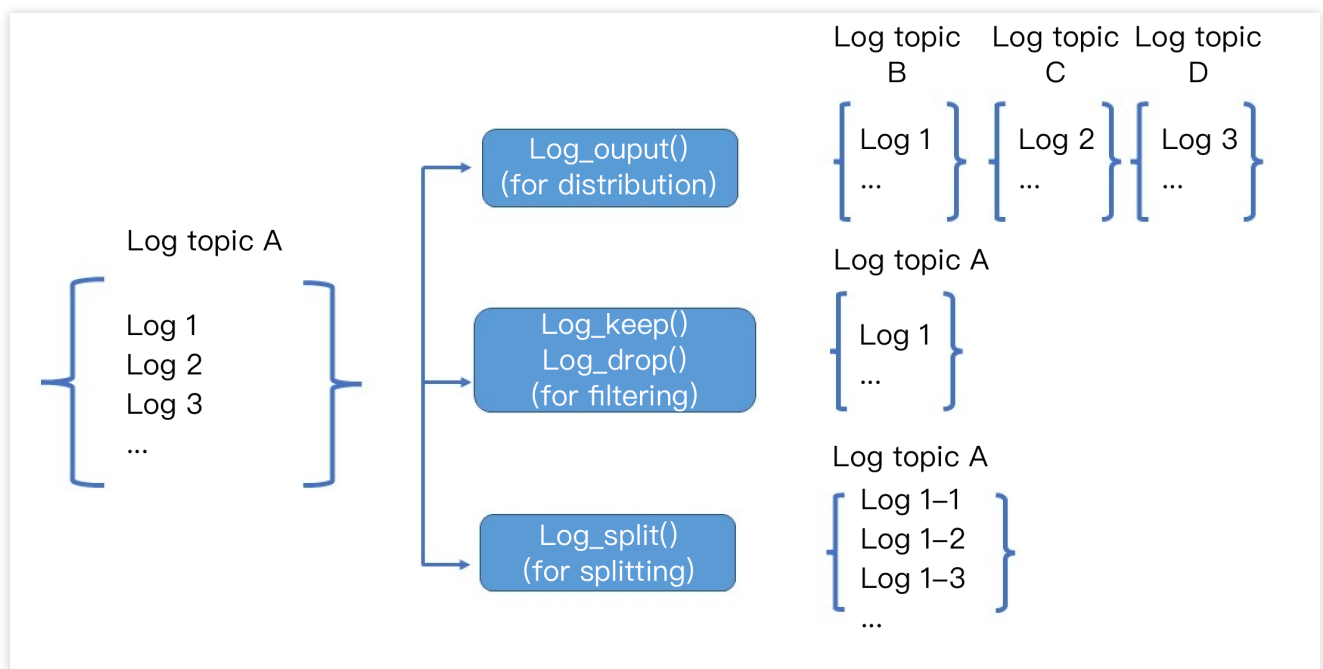 Log topic A
Log 1
Log 2
Log 3
...
Log_ouput()
(for distribution)
Log_keep()
Log_drop()
(for filtering)
Log_split()
(for splitting)
Log topic
B
Log 1
...
Log topic
C
Log 2
...
Log topic
D
Log 3
...
Log topic A
Log 1
...
Log topic A
Log 1–1
Log 1–2
Log 1–3
...